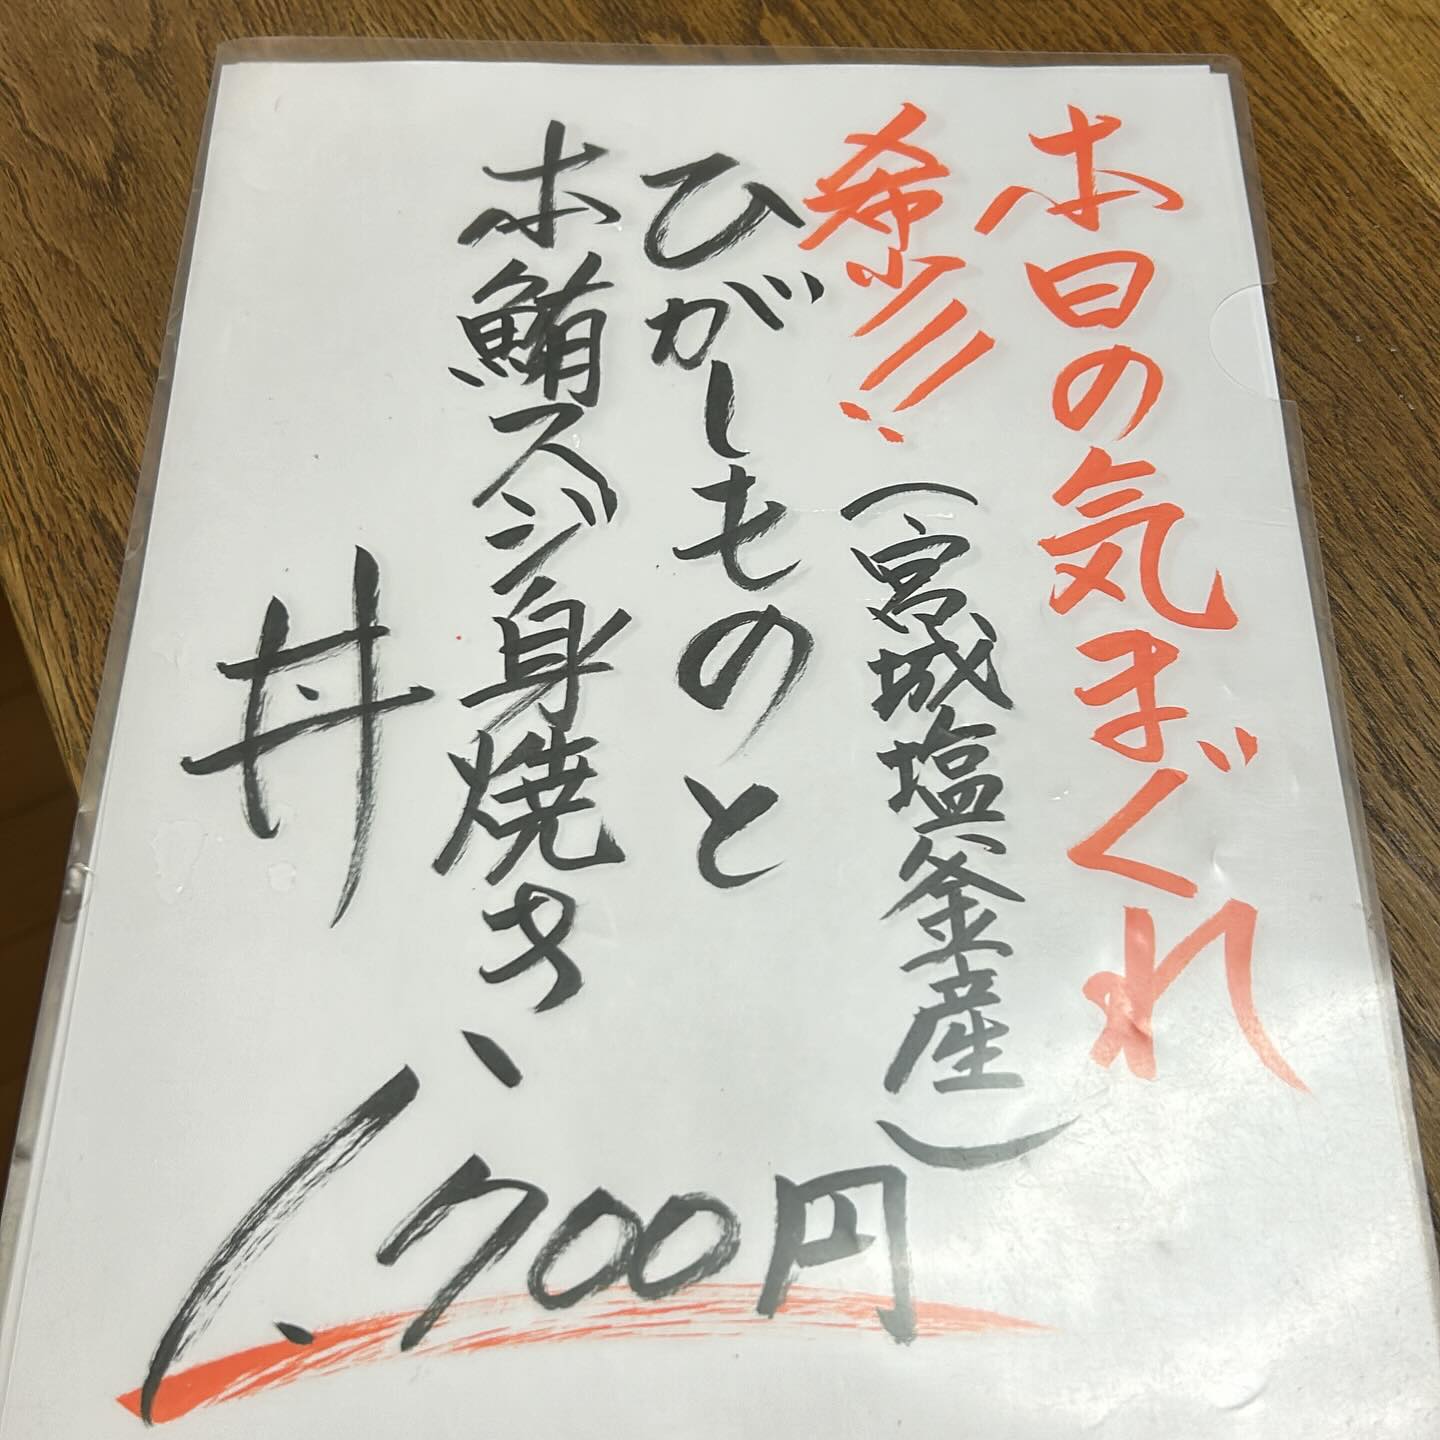 本日の気まぐれ
希少!!(宮城塩釜産)
ひがしものと
本鮪スジ身焼き、
丼
1,700円